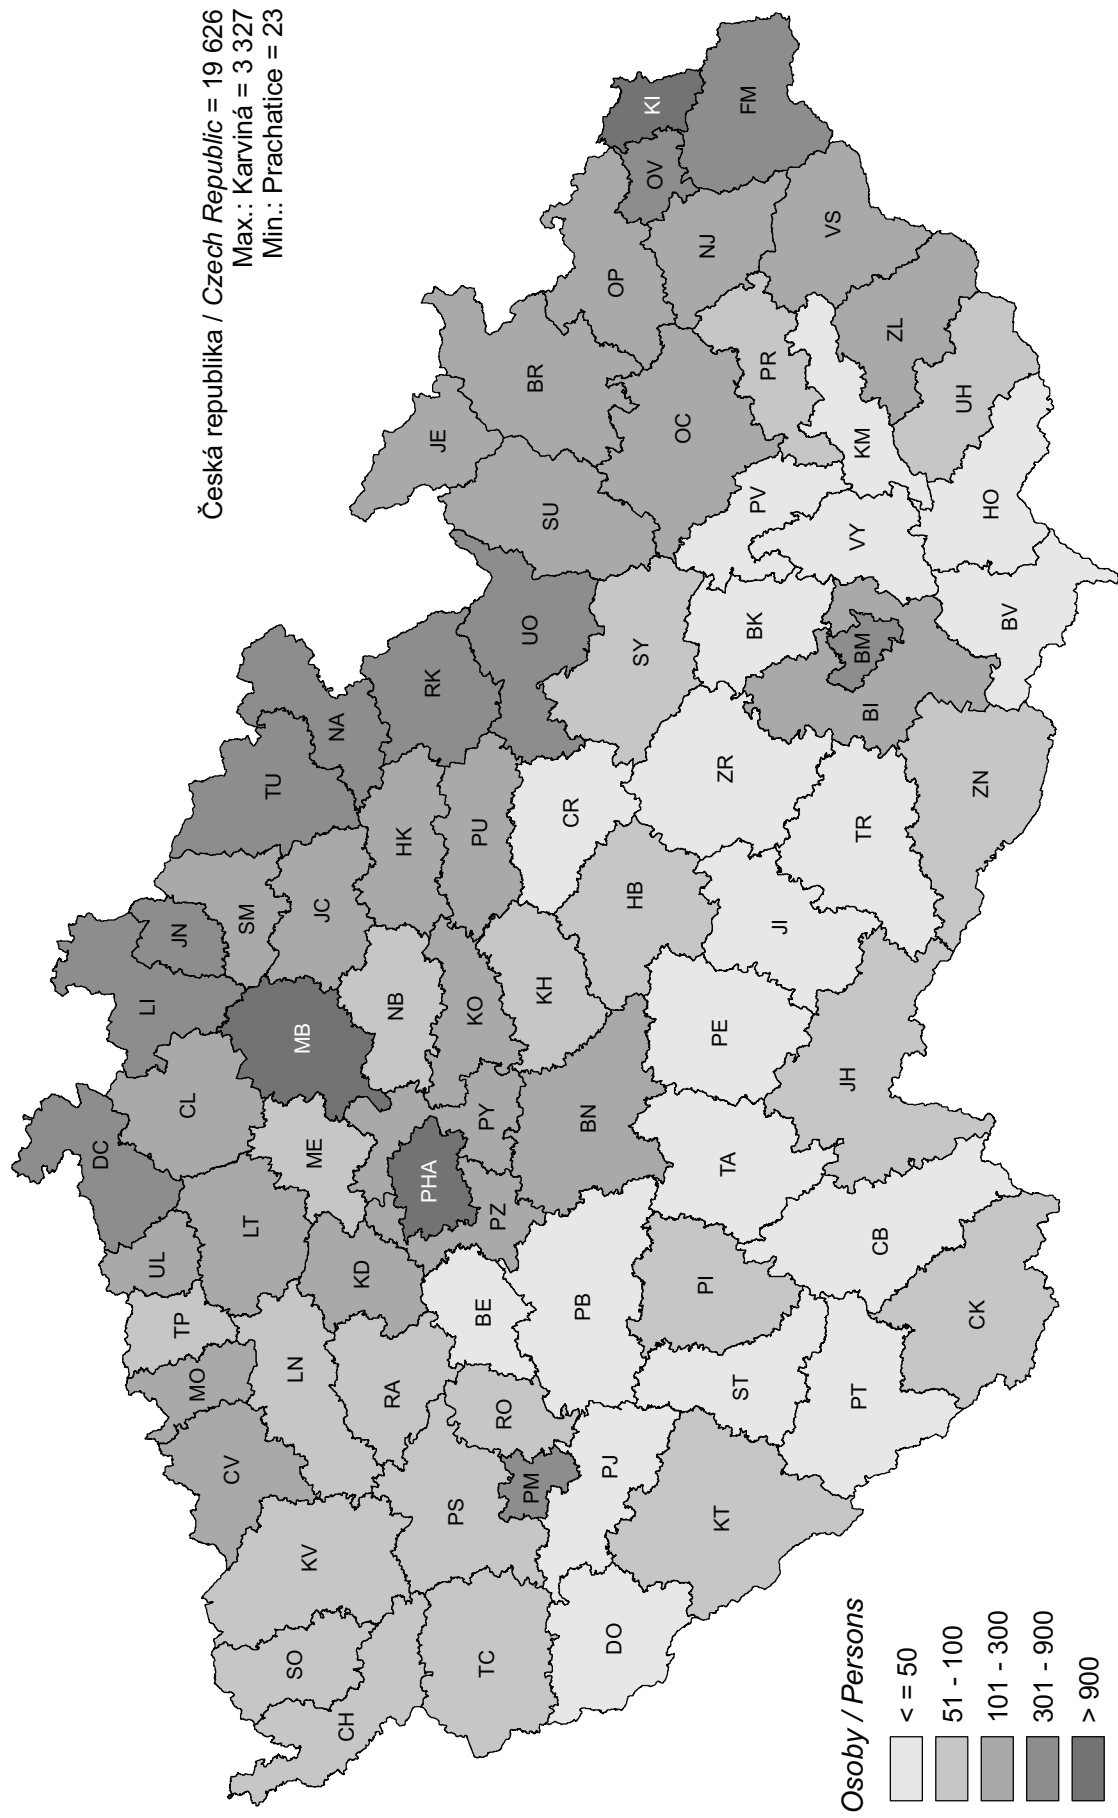 Česká republika / Czech Republic = 19 626
Max.: Karviná = 3 327
Min.: Prachatice = 23
DC
LI
JN
UL
CL
TP
SM
TU
MO
LT
MB
NA
CV
LN
ME
JC
KV
KD
NB
HK
RK
SO
RA
PHA
KO
PU
JE
CH
PS
BE
PZ
PY
UO
BR
RO
KH
CR
SU
OP
KI
TC
PM
PB
BN
HB
SY
OC
OV
FM
PJ
NJ
DO
KT
PI
TA
PE
ZR
BK
PV
PR
ST
JI
VS
PT
CB
JH
TR
BI
BM
VY
KM
ZL
CK
ZN
BV
HO
UH
Osoby / Persons
< = 50
51 - 100
101 - 300
301 - 900
> 900